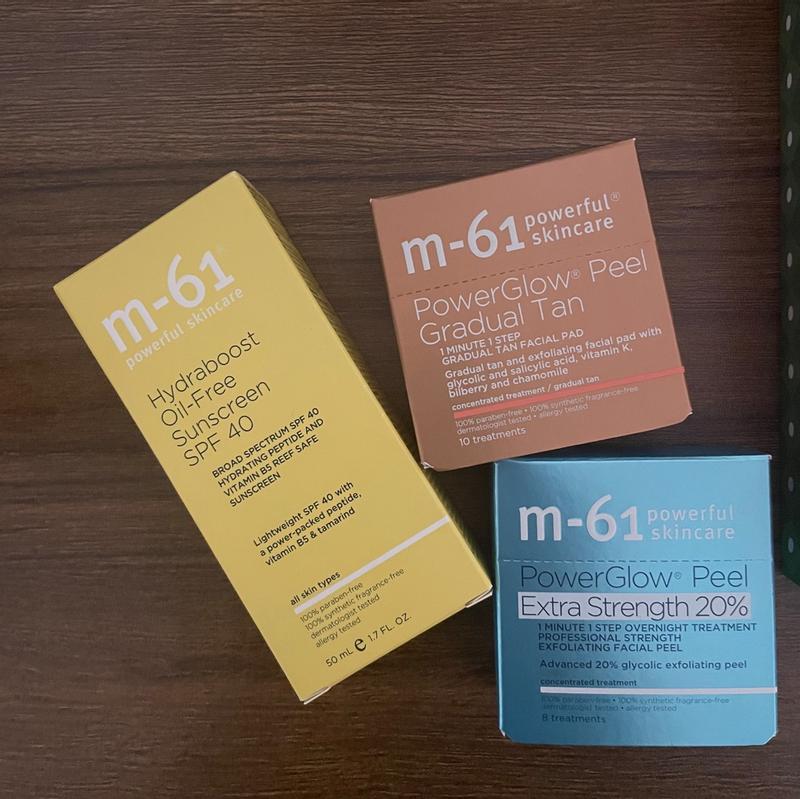 m-61®
powerful skincare
Hydraboost
Oil-Free
Sunscreen
SPF 40
BROAD SPECTRUM SPF 40
HYDRATING PEPTIDE AND
VITAMIN B5 REEF SAFE
SUNSCREEN
Lightweight SPF 40 with
a power-packed peptide,
vitamin B5 & tamarind
all skin types
100% paraben-free
100% synthetic fragrance-free
dermatologist tested
allergy tested
50 mL e 1.7 FL. OZ.
m-61 powerful®
skincare
PowerGlow® Peel
Gradual Tan
1 MINUTE 1 STEP
GRADUAL TAN FACIAL PAD
Gradual tan and exfoliating facial pad with
glycolic and salicylic acid, vitamin K,
bilberry and chamomile
concentrated treatment / gradual tan
100% paraben-free • 100% synthetic fragrance-free
dermatologist tested • allergy tested
10 treatments
m-61 powerful
skincare
PowerGlow® Peel
Extra Strength 20%
1 MINUTE 1 STEP OVERNIGHT TREATMENT
PROFESSIONAL STRENGTH
EXFOLIATING FACIAL PEEL
Advanced 20% glycolic exfoliating peel
concentrated treatment
100% paraben-free • 100% synthetic fragrance-free
dermatologist tested • allergy tested
8 treatments